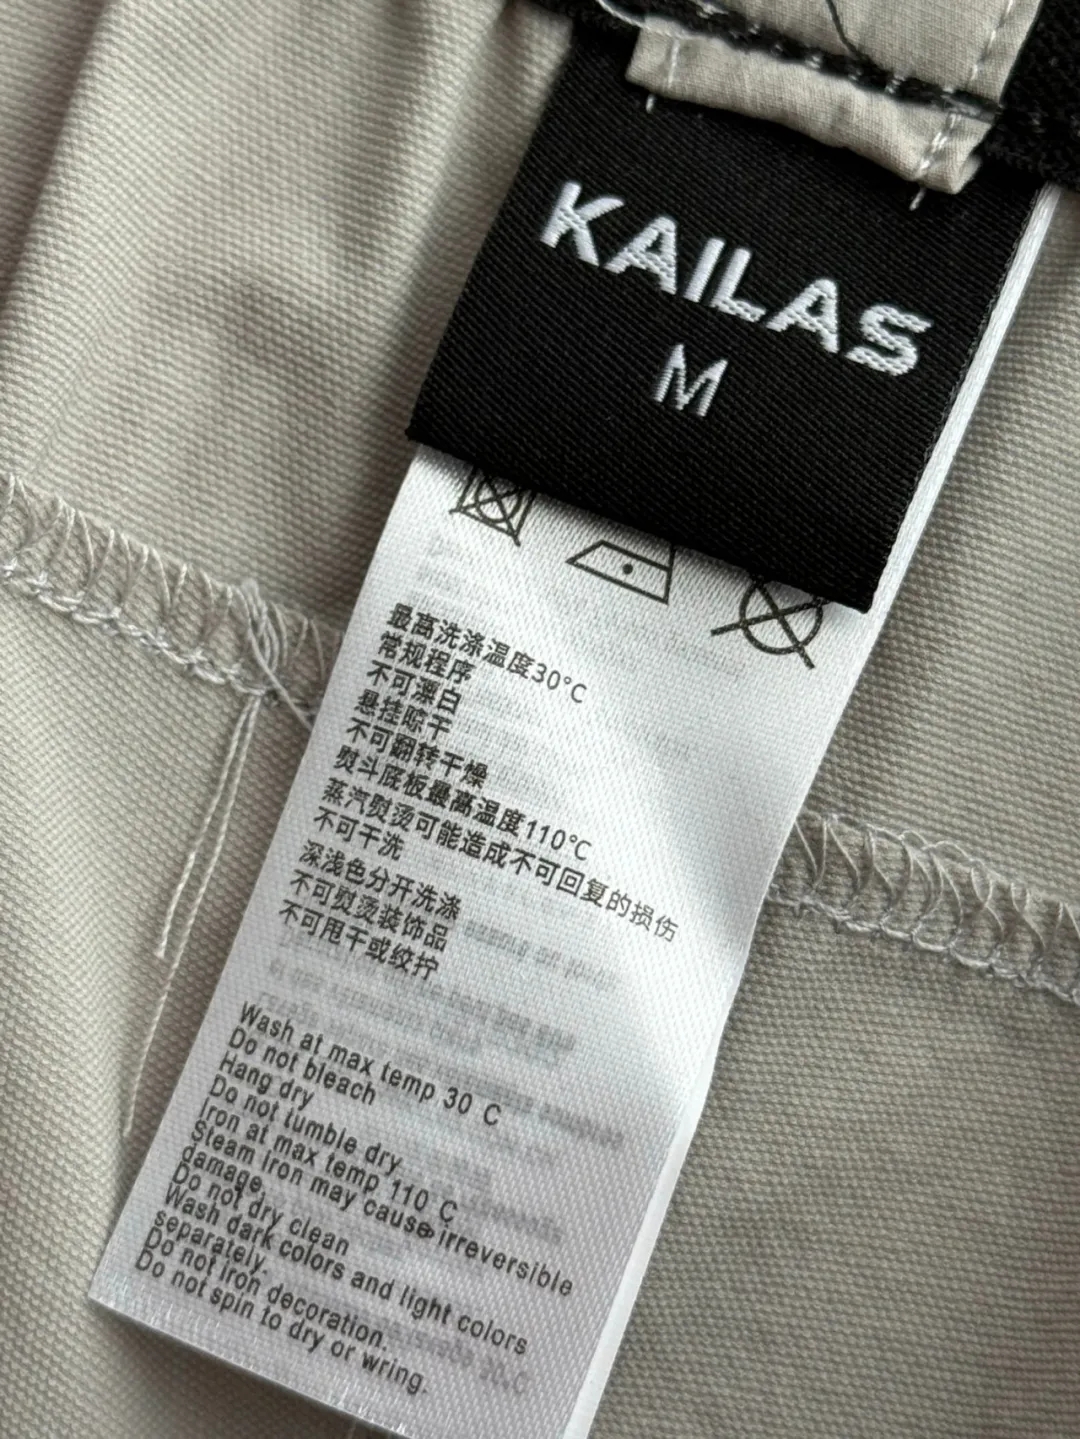 KAILAS
M
最高洗涤温度30°C
常规程序
不可漂白
悬挂晾干
不可翻转干燥
熨斗底板最高温度110°C
蒸汽熨烫可能造成不可回复的损伤
不可干洗
深浅色分开洗涤
不可熨烫装饰品
不可甩干或绞拧
Wash at max temp 30 C
Do not bleach
Hang dry
Do not tumble dry
Iron at max temp 110 C
Steam Iron may cause irreversible
damage.
Do not dry clean
Wash dark colors and light colors
separately.
Do not iron decoration.
Do not spin to dry or wring.